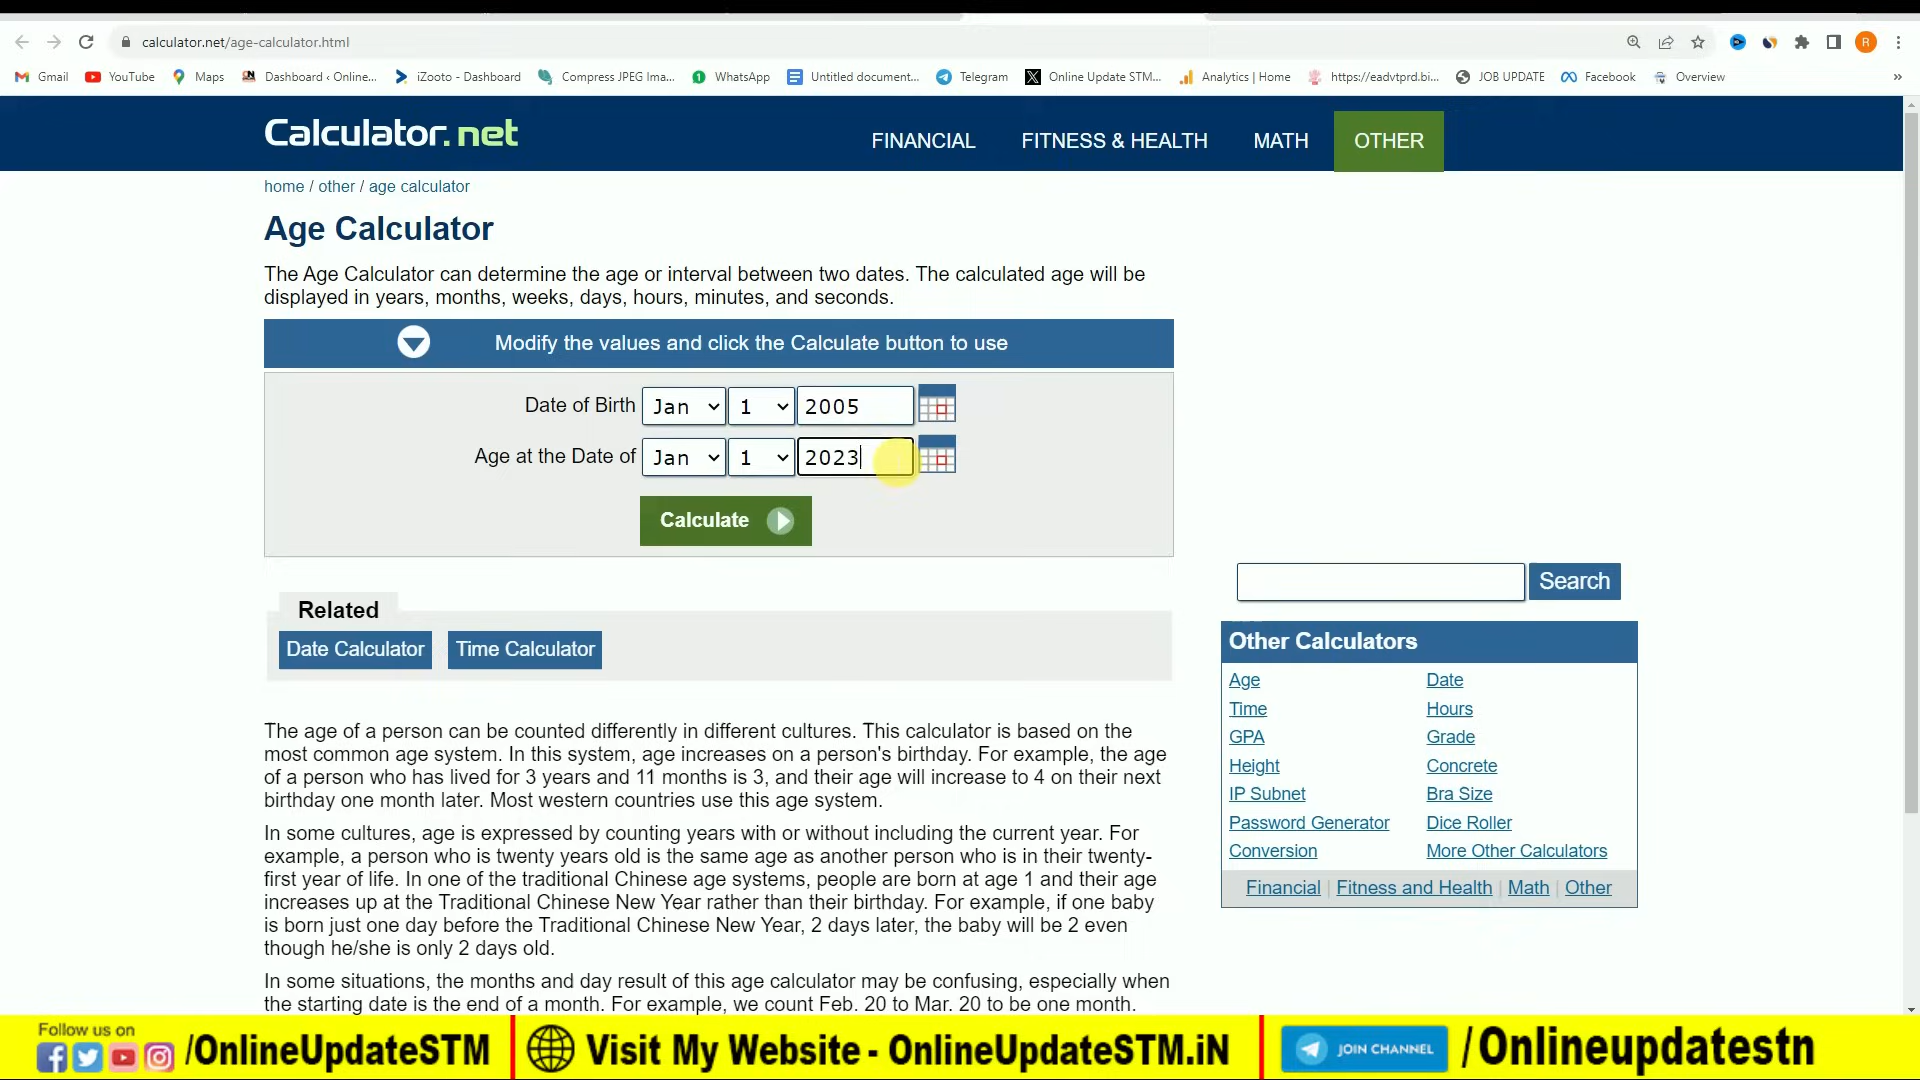 calculator.net/age-calculator.html
R
Gmail YouTube Maps Dashboard ‹ Online... iZooto - Dashboard Compress JPEG Ima... WhatsApp Untitled document... Telegram Online Update STM... Analytics | Home https://eadvtprd.bi... JOB UPDATE Facebook Overview »
Calculator.net
FINANCIAL FITNESS & HEALTH MATH OTHER
home / other / age calculator
Age Calculator
The Age Calculator can determine the age or interval between two dates. The calculated age will be
displayed in years, months, weeks, days, hours, minutes, and seconds.
Modify the values and click the Calculate button to use
Date of Birth Jan 1 2005
Age at the Date of Jan 1 2023
Calculate
Related
Date Calculator Time Calculator
The age of a person can be counted differently in different cultures. This calculator is based on the
most common age system. In this system, age increases on a person's birthday. For example, the age
of a person who has lived for 3 years and 11 months is 3, and their age will increase to 4 on their next
birthday one month later. Most western countries use this age system.
In some cultures, age is expressed by counting years with or without including the current year. For
example, a person who is twenty years old is the same age as another person who is in their twenty-
first year of life. In one of the traditional Chinese age systems, people are born at age 1 and their age
increases up at the Traditional Chinese New Year rather than their birthday. For example, if one baby
is born just one day before the Traditional Chinese New Year, 2 days later, the baby will be 2 even
though he/she is only 2 days old.
In some situations, the months and day result of this age calculator may be confusing, especially when
the starting date is the end of a month. For example, we count Feb. 20 to Mar. 20 to be one month.
Search
Other Calculators
Age Date
Time Hours
GPA Grade
Height Concrete
IP Subnet Bra Size
Password Generator Dice Roller
Conversion More Other Calculators
Financial | Fitness and Health | Math | Other
Follow us on
/OnlineUpdateSTM
Visit My Website - OnlineUpdateSTM.iN
JOIN CHANNEL /Onlineupdatestn